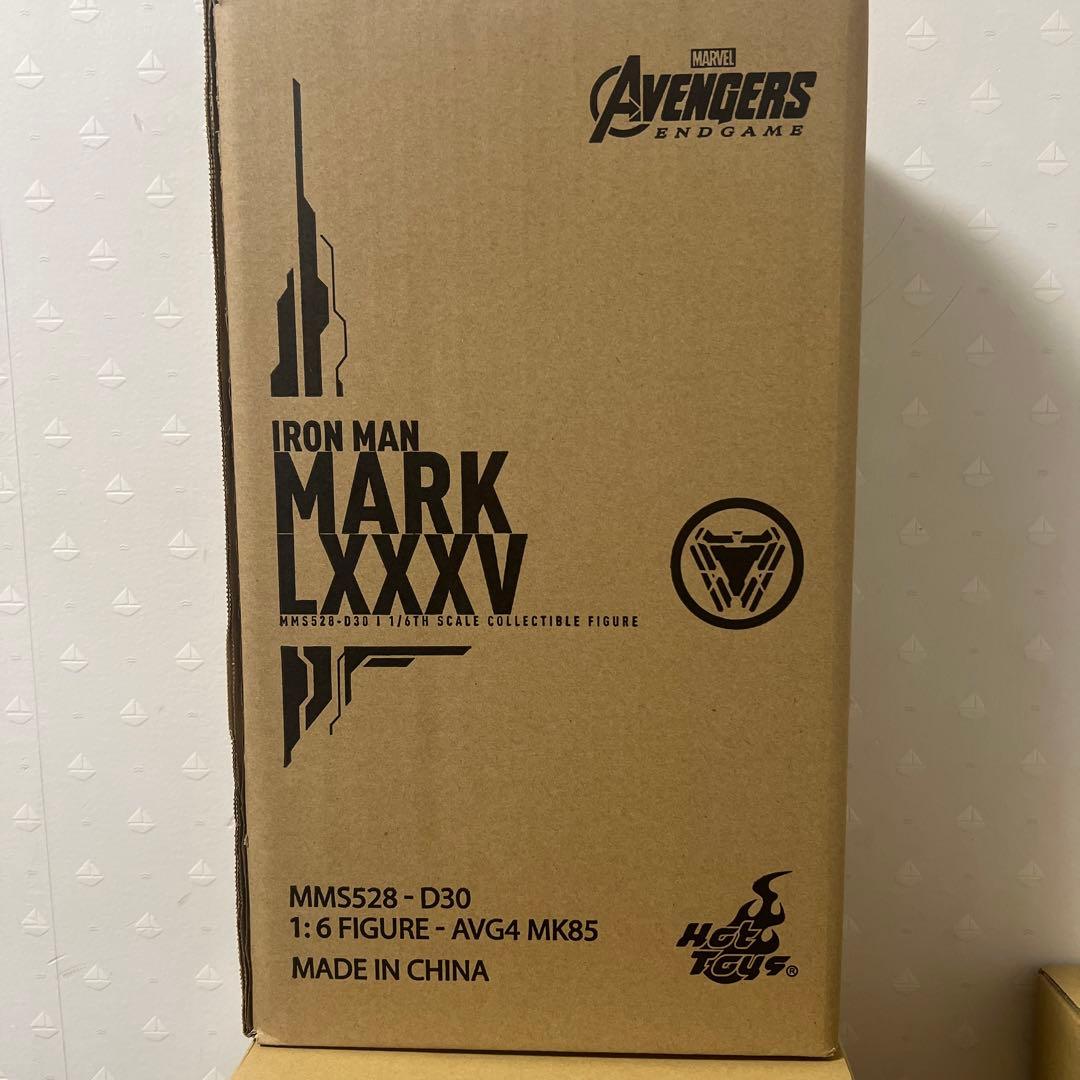 MARVEL
AVENGERS
ENDGAME
IRON MAN
MARK
LXXXV
MMS528-D30 | 1/6TH SCALE COLLECTIBLE FIGURE
MMS528 - D30
1: 6 FIGURE - AVG4 MK85
MADE IN CHINA
Hot
Toys®